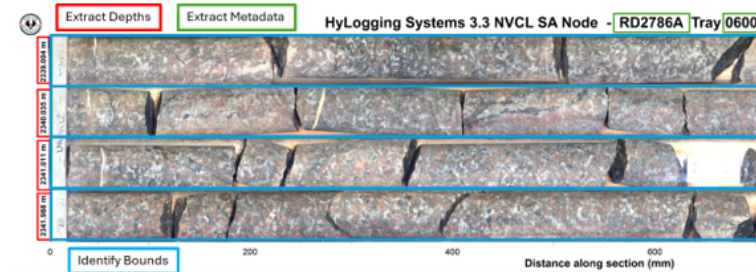 Extract Depths
Extract Metadata
HyLogging Systems 3.3 NVCL SA Node - RD2786A Tray 0600
2339.004 m
2340.035 m
2341.011 m
2341.988 m
0 200 400 600
Distance along section (mm)
Identify Bounds